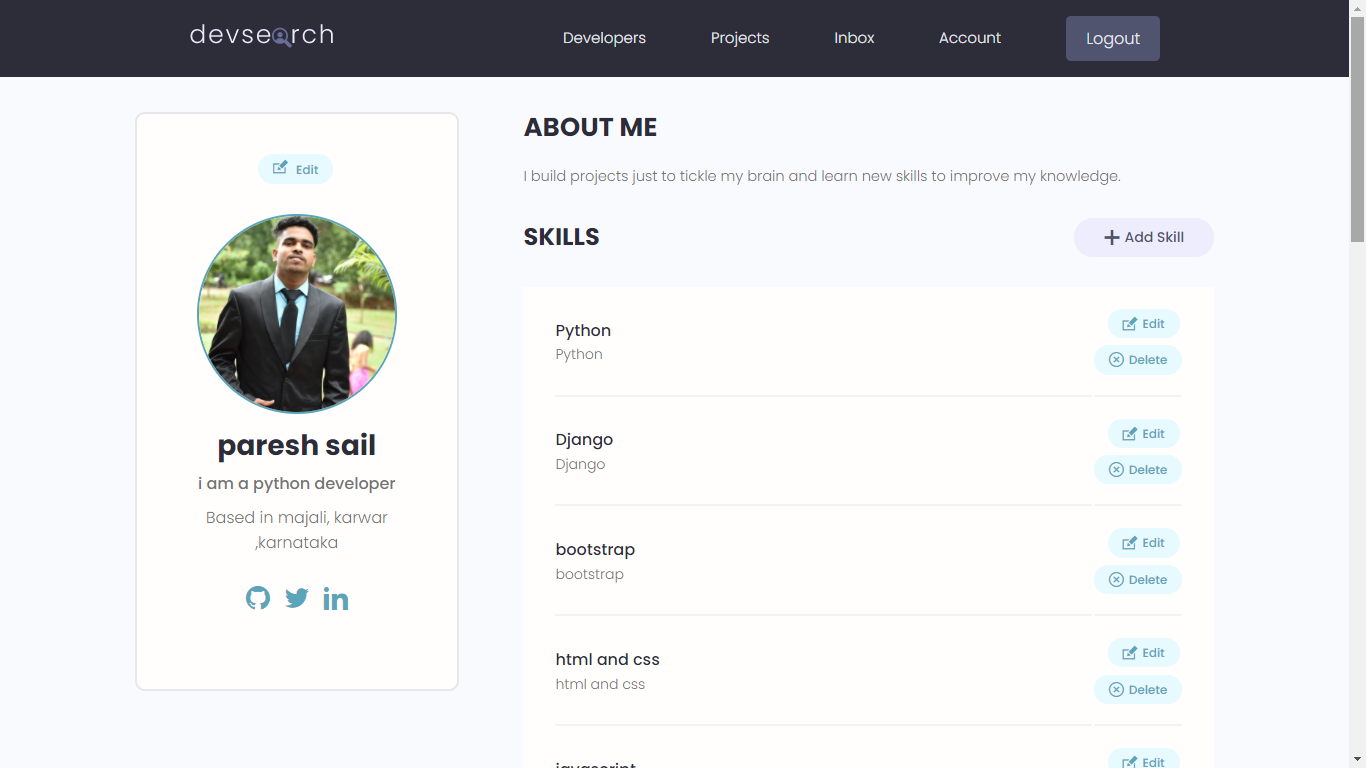 devsearch
Developers
Projects
Inbox
Account
Logout
Edit
paresh sail
i am a python developer
Based in majali, karwar
,karnataka
ABOUT ME
I build projects just to tickle my brain and learn new skills to improve my knowledge.
SKILLS
Add Skill
Python
Python
Edit
Delete
Django
Django
Edit
Delete
bootstrap
bootstrap
Edit
Delete
html and css
html and css
Edit
Delete
javascript
Edit